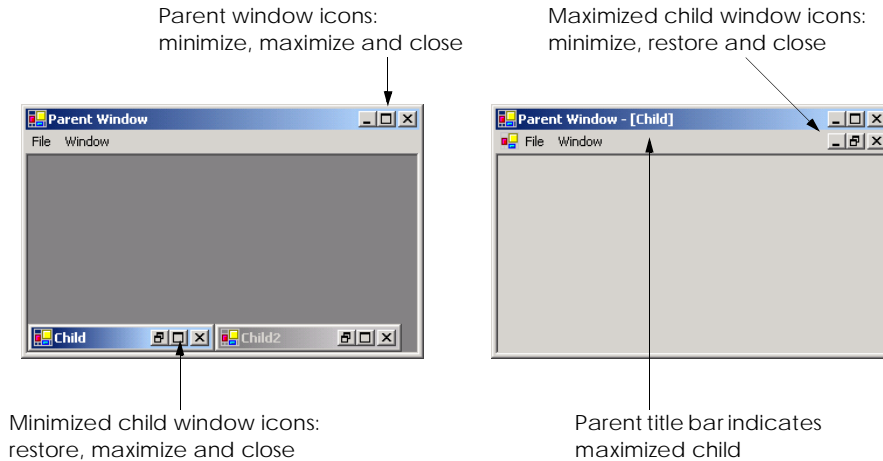 Parent window icons:
minimize, maximize and close
Maximized child window icons:
minimize, restore and close
Parent Window
File Window
Child
Child2
Parent Window - [Child]
File Window
Minimized child window icons:
restore, maximize and close
Parent title bar indicates
maximized child